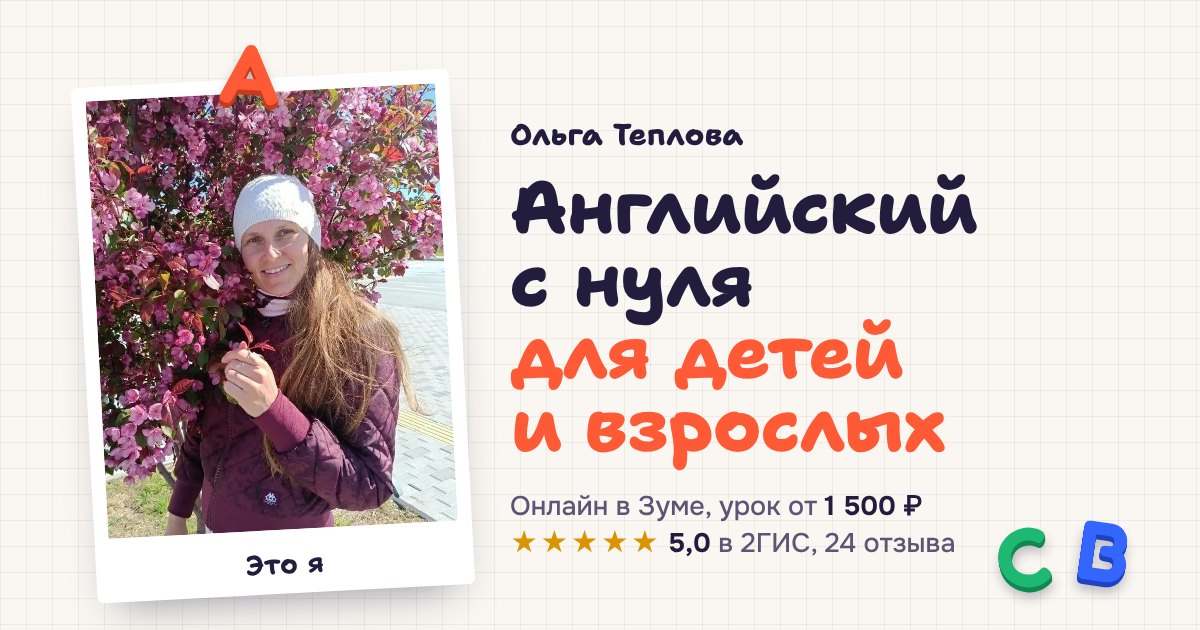 A
Ольга Теплова
Английский
с нуля
для детей
и взрослых
Онлайн в Зуме, урок от 1 500 ₽
★★★★★ 5,0 в 2ГИС, 24 отзыва
Это я
C B